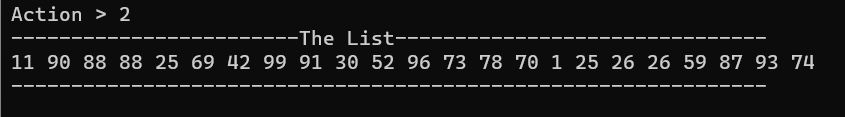 Action > 2
------------------------The List-------------------------------
11 90 88 88 25 69 42 99 91 30 52 96 73 78 70 1 25 26 26 59 87 93 74
---------------------------------------------------------------